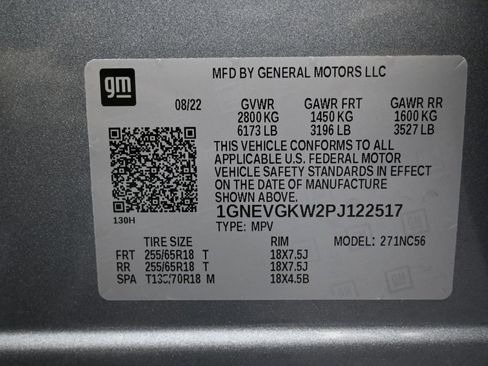 gm
MFD BY GENERAL MOTORS LLC
08/22 GVWR GAWR FRT GAWR RR
2800 KG 1450 KG 1600 KG
6173 LB 3196 LB 3527 LB
THIS VEHICLE CONFORMS TO ALL
APPLICABLE U.S. FEDERAL MOTOR
VEHICLE SAFETY STANDARDS IN EFFECT
ON THE DATE OF MANUFACTURE
SHOWN ABOVE.
1GNEVGKW2PJ122517
130H
TYPE: MPV
TIRE SIZE RIM MODEL: 271NC56
FRT 255/65R18 T 18X7.5J
RR 255/65R18 T 18X7.5J
SPA M 18X4.5B